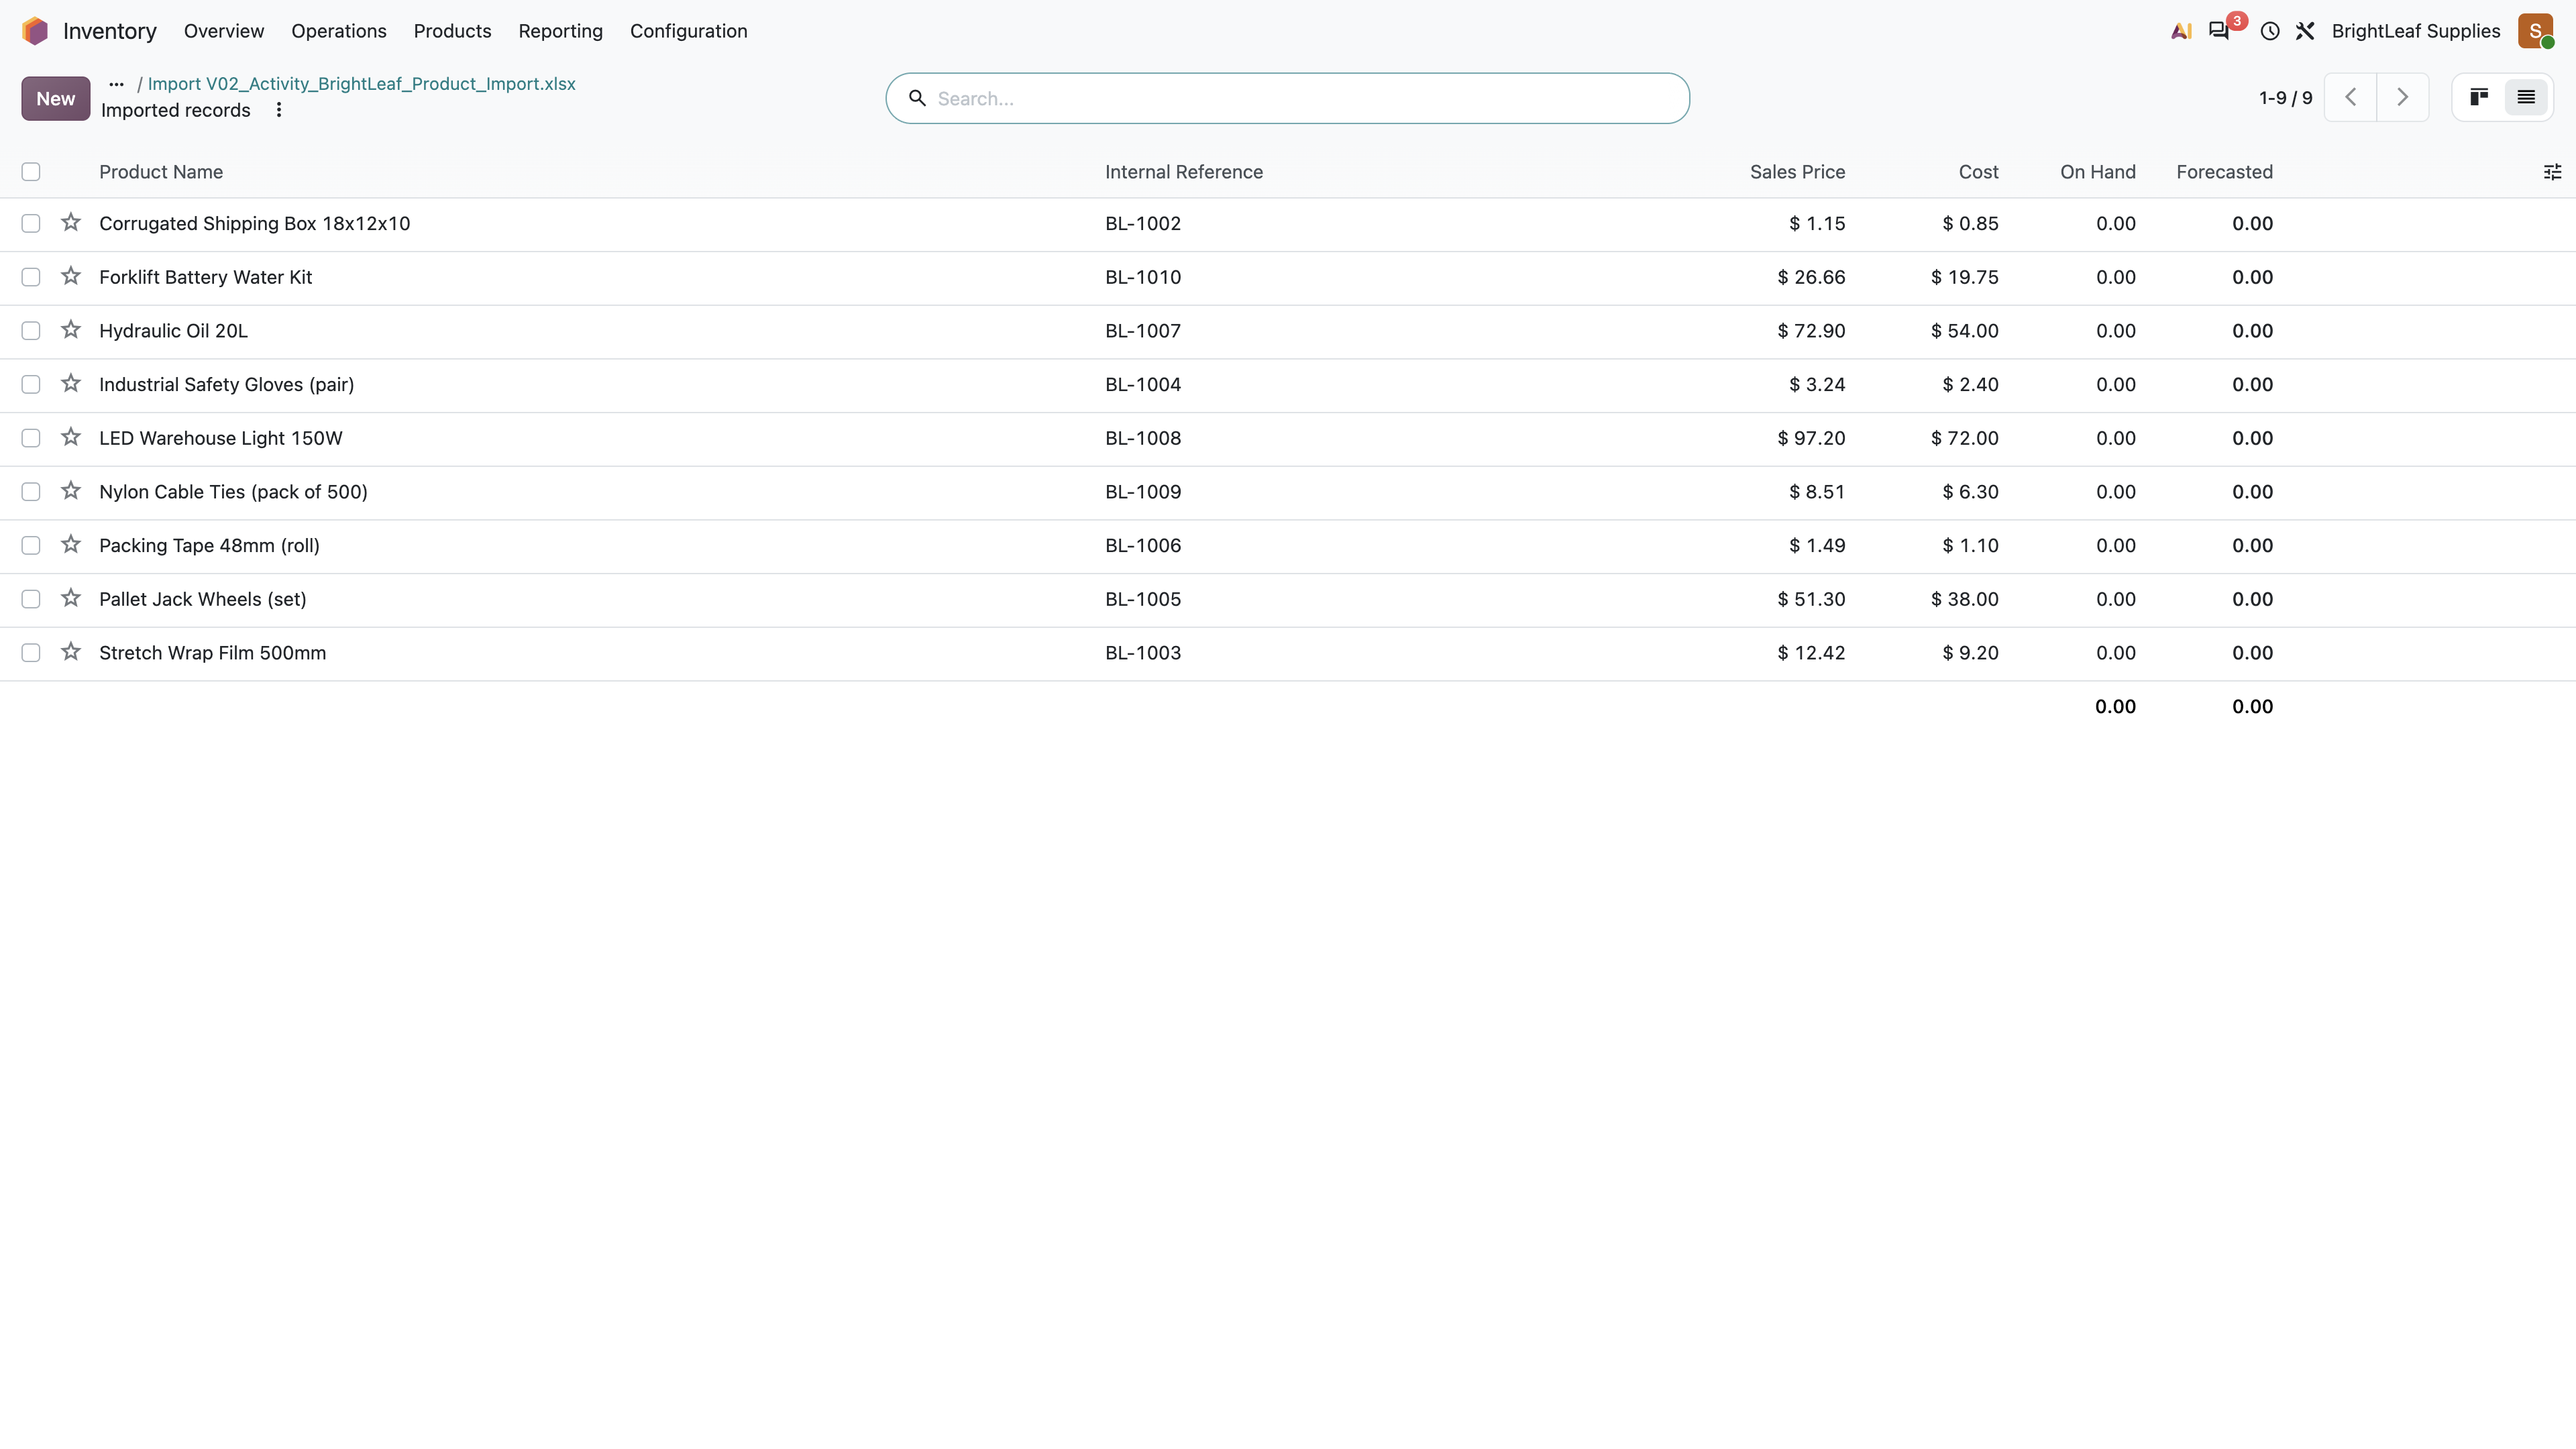 Inventory Overview Operations Products Reporting Configuration AI 3 BrightLeaf Supplies S
New ... / Import V02_Activity_BrightLeaf_Product_Import.xlsx
Imported records
Search...
1-9 / 9
Product Name Internal Reference Sales Price Cost On Hand Forecasted
Corrugated Shipping Box 18x12x10 BL-1002 $ 1.15 $ 0.85 0.00 0.00
Forklift Battery Water Kit BL-1010 $ 26.66 $ 19.75 0.00 0.00
Hydraulic Oil 20L BL-1007 $ 72.90 $ 54.00 0.00 0.00
Industrial Safety Gloves (pair) BL-1004 $ 3.24 $ 2.40 0.00 0.00
LED Warehouse Light 150W BL-1008 $ 97.20 $ 72.00 0.00 0.00
Nylon Cable Ties (pack of 500) BL-1009 $ 8.51 $ 6.30 0.00 0.00
Packing Tape 48mm (roll) BL-1006 $ 1.49 $ 1.10 0.00 0.00
Pallet Jack Wheels (set) BL-1005 $ 51.30 $ 38.00 0.00 0.00
Stretch Wrap Film 500mm BL-1003 $ 12.42 $ 9.20 0.00 0.00
0.00 0.00